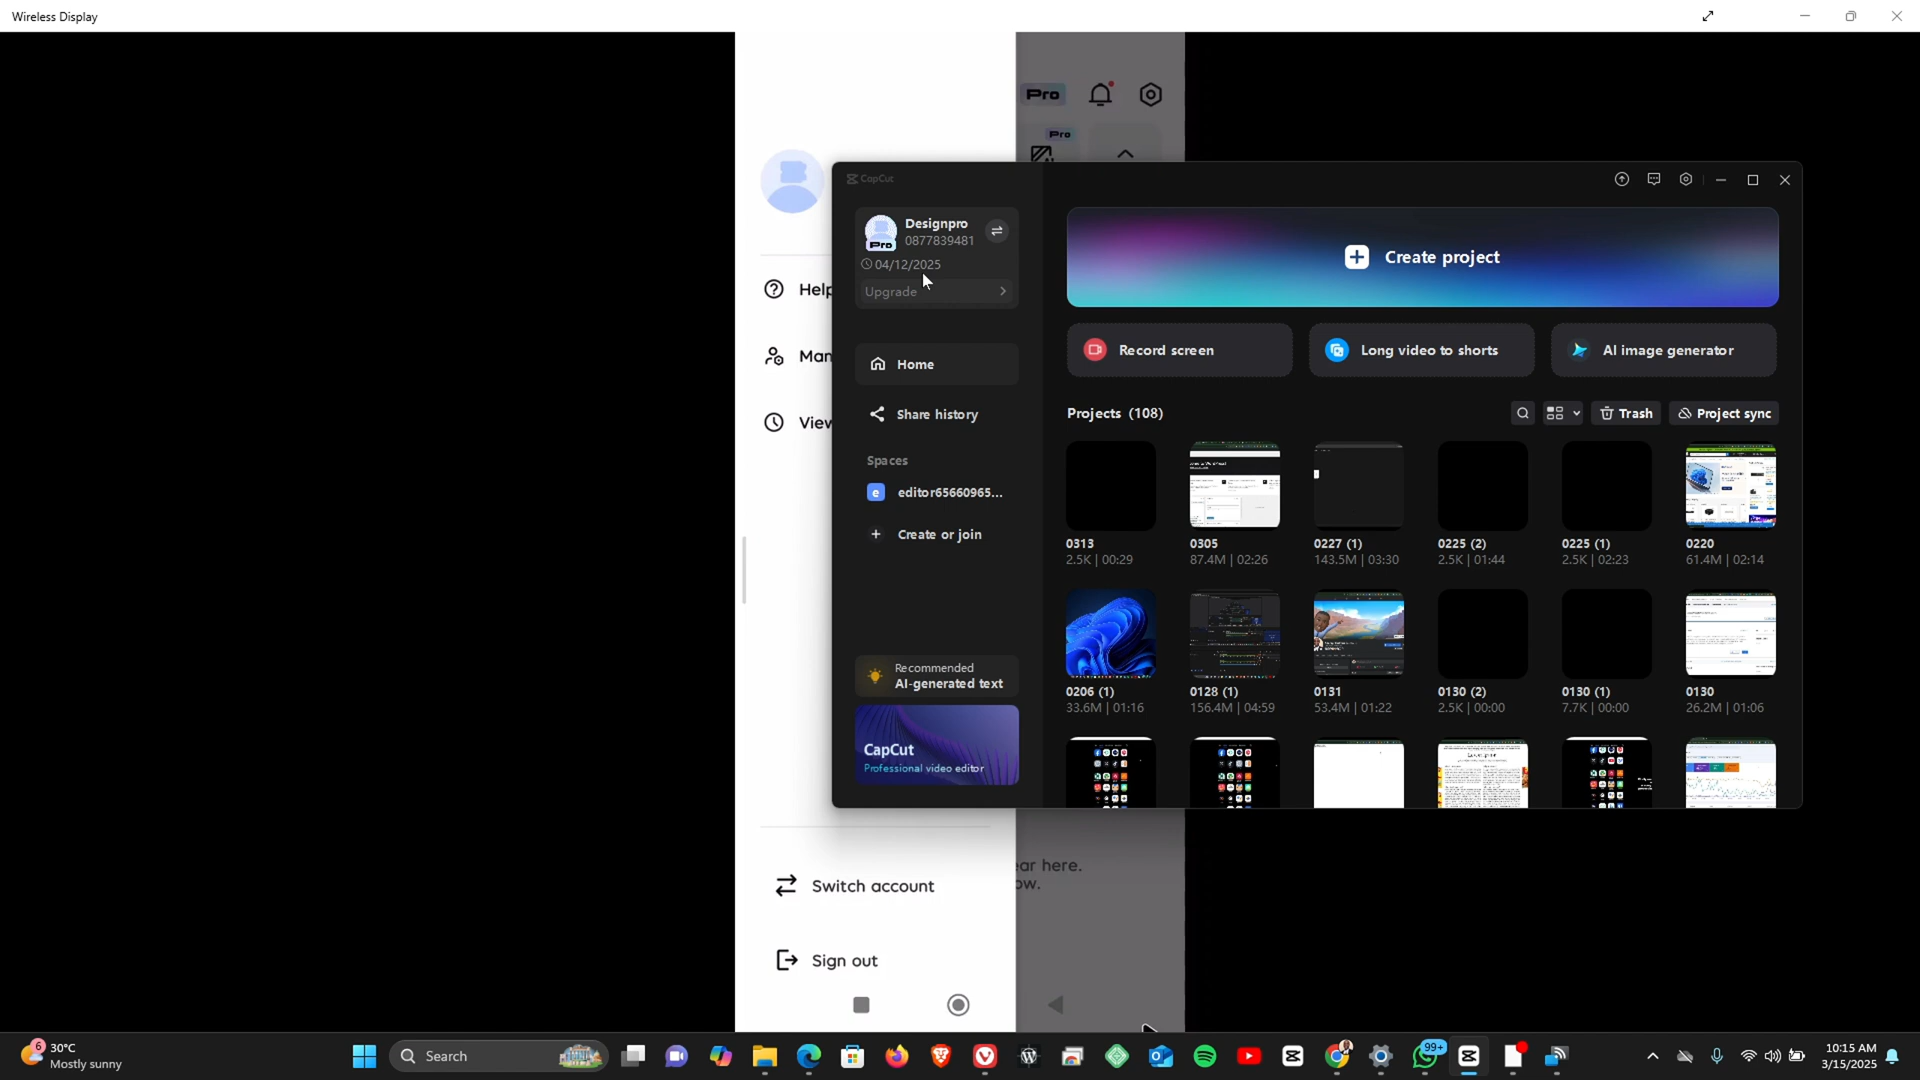 Wireless Display
Pro
Pro
Help
Man
View
CapCut
Designpro
Pro
0877839481
04/12/2025
Upgrade
Home
Share history
Spaces
e
editor65660965...
Create or join
Recommended
AI-generated text
CapCut
Professional video editor
Create project
Record screen
Long video to shorts
AI image generator
Projects (108)
Trash
Project sync
0313
2.5K | 00:29
0305
87.4M | 02:26
0227 (1)
143.5M | 03:30
0225 (2)
2.5K | 01:44
0225 (1)
2.5K | 02:23
0220
61.4M | 02:14
0206 (1)
33.6M | 01:16
0128 (1)
156.4M | 04:59
0131
53.4M | 01:22
0130 (2)
2.5K | 00:00
0130 (1)
7.7K | 00:00
0130
26.2M | 01:06
ear here.
ow.
Switch account
Sign out
6
30°C
Mostly sunny
Search
99+
10:15 AM
3/15/2025